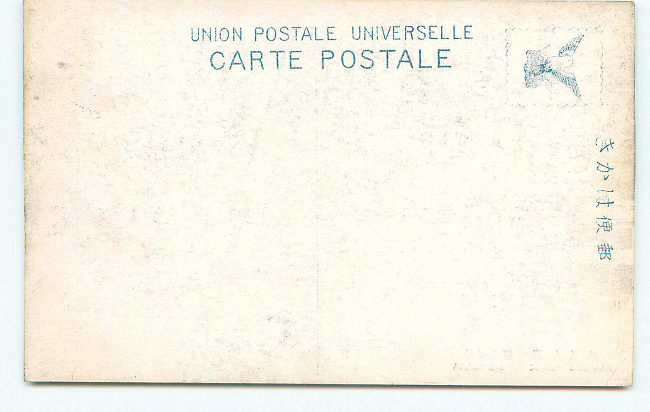 UNION POSTALE UNIVERSELLE
CARTE POSTALE
郵便はかき